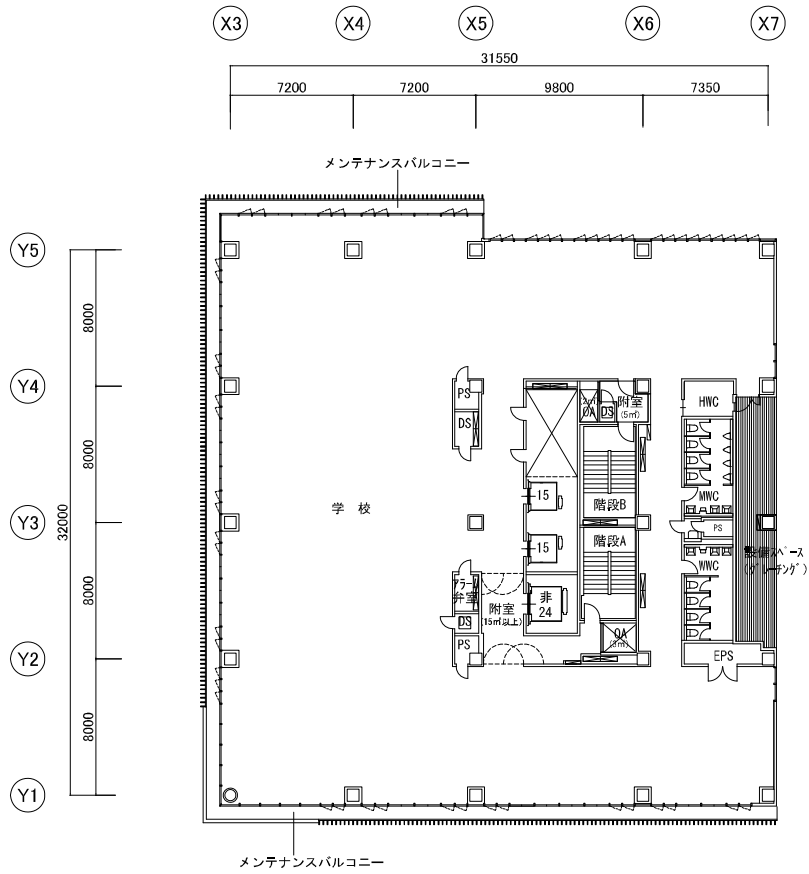 X3 X4 X5 X6 X7
31550
7200 7200 9800 7350
メンテナンスバルコニー
Y5
8000
Y4
PS
DS
2㎡
OA
DS
附室
(5㎡)
HWC
8000
32000
Y3
学 校
15
階段B
MWC
PS
15
階段A
設備スペース
(グレーチング)
WWC
8000
アラーム
弁室
DS
PS
附室
(15㎡以上)
非
24
OA
(3㎡)
Y2
EPS
8000
Y1
メンテナンスバルコニー